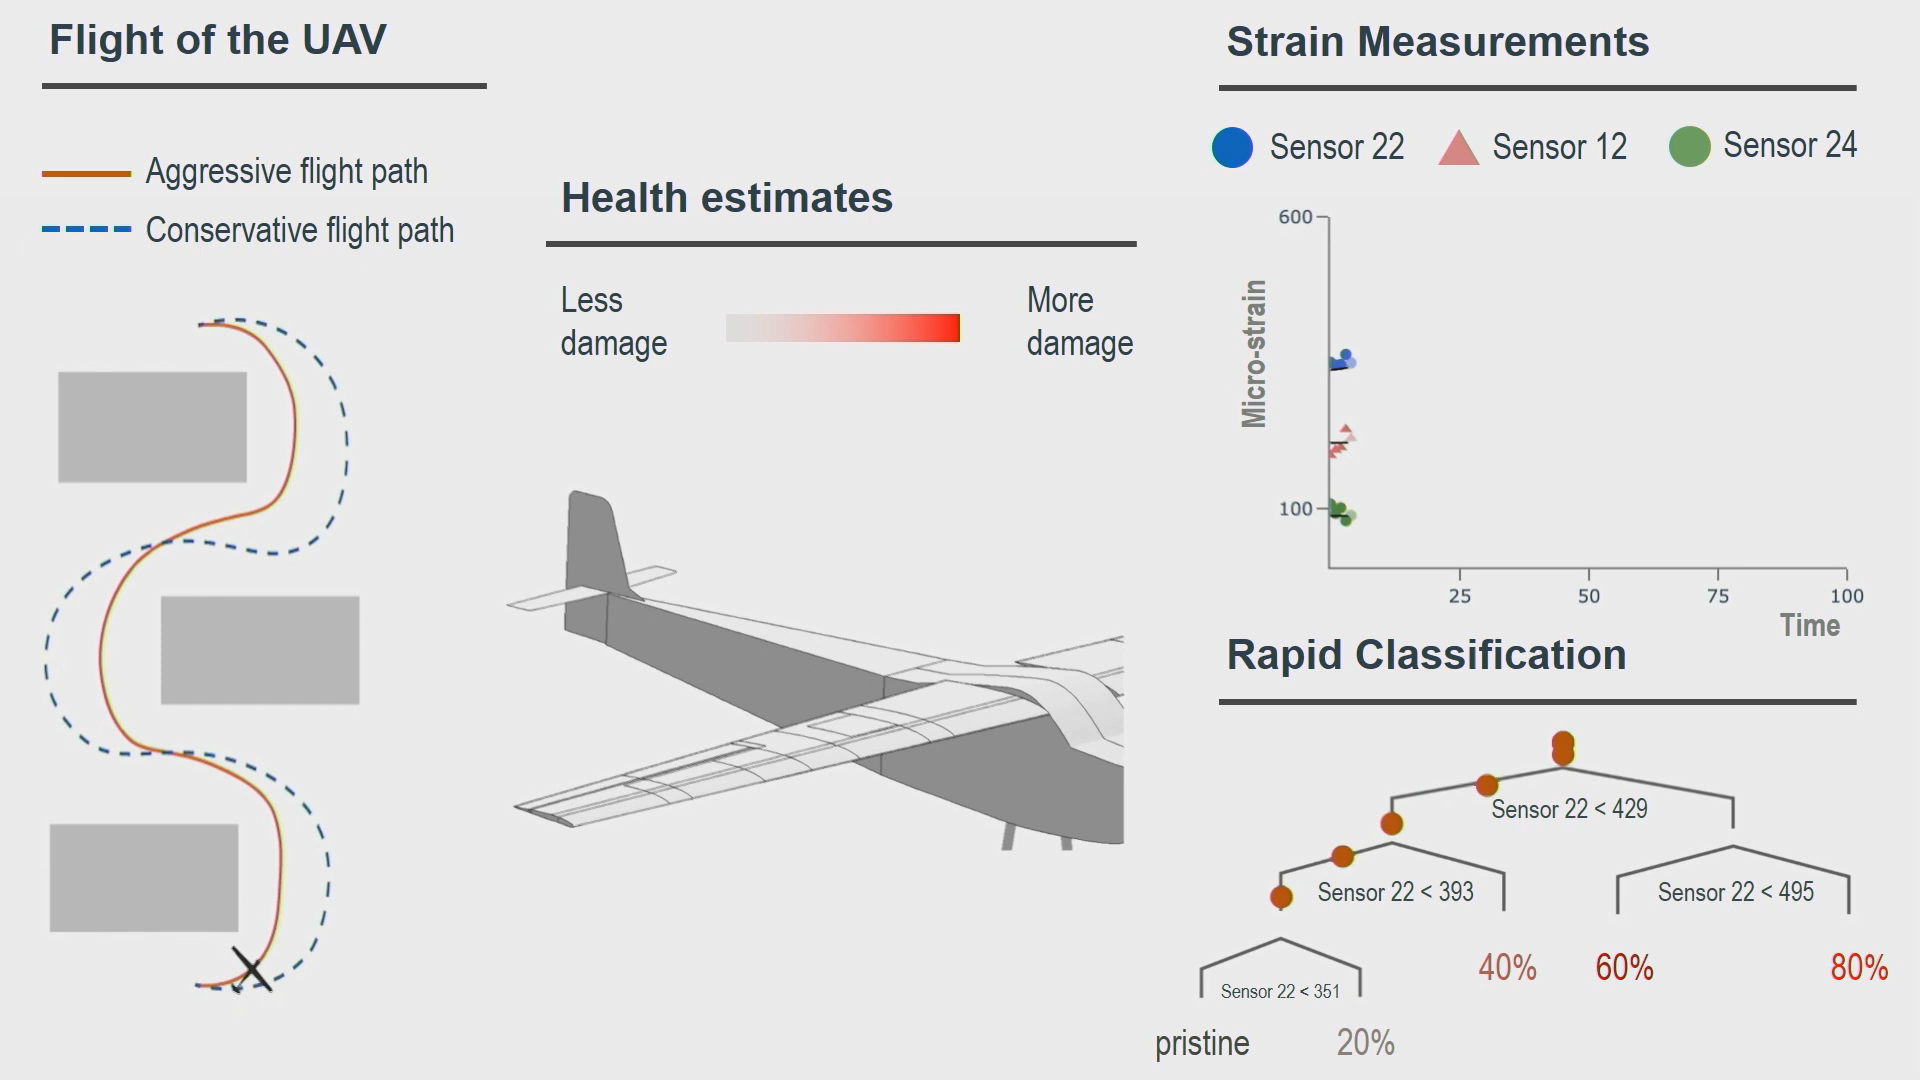 Flight of the UAV
Aggressive flight path
Conservative flight path
Health estimates
Less
damage
More
damage
Strain Measurements
Sensor 22
Sensor 12
Sensor 24
600
Micro-strain
100
25
50
75
100
Time
Rapid Classification
Sensor 22 < 429
Sensor 22 < 393
Sensor 22 < 495
40%
60%
80%
Sensor 22 < 351
pristine
20%